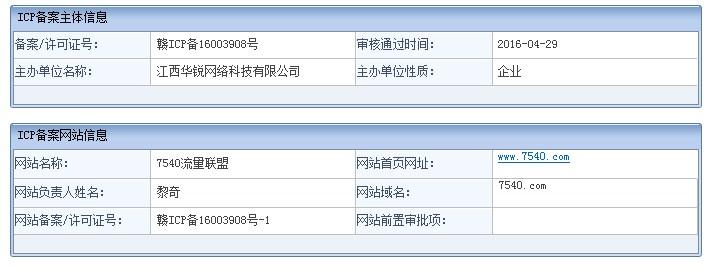 ICP备案主体信息
备案/许可证号： 赣ICP备16003908号 审核通过时间： 2016-04-29
主办单位名称： 江西华锐网络科技有限公司 主办单位性质： 企业
ICP备案网站信息
网站名称： 7540流量联盟 网站首页网址： www.7540.com
网站负责人姓名： 黎奇 网站域名： 7540.com
网站备案/许可证号： 赣ICP备16003908号-1 网站前置审批项：